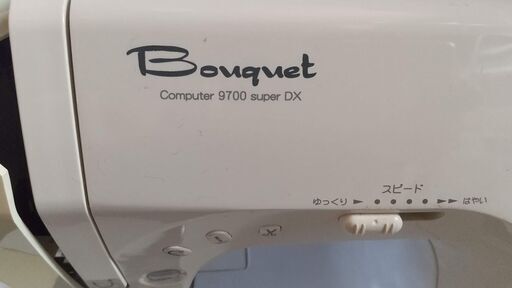 Bouquet
Computer 9700 super DX
スピード
ゆっくり ▶ ● ● ● ● ▶▶ はやい